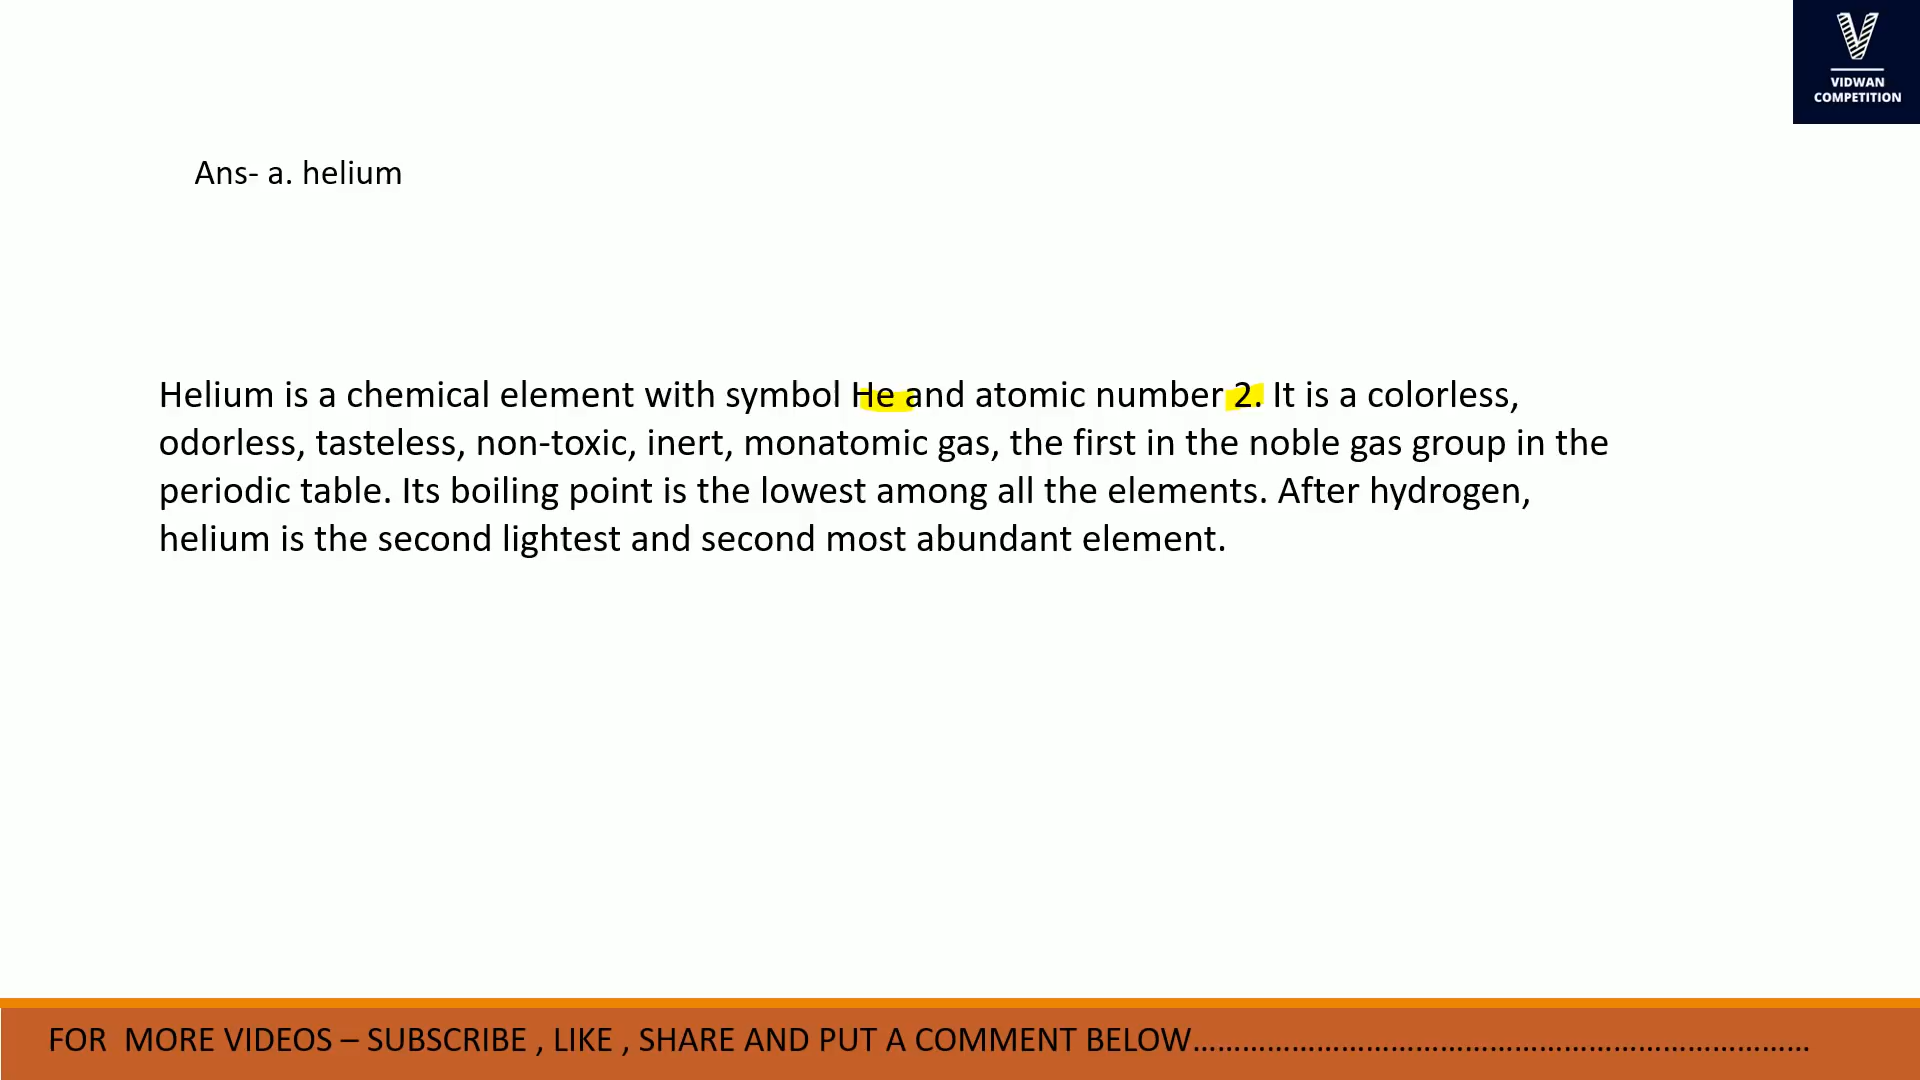 VIDWAN
COMPETITION
Ans- a. helium
Helium is a chemical element with symbol He and atomic number 2. It is a colorless,
odorless, tasteless, non-toxic, inert, monatomic gas, the first in the noble gas group in the
periodic table. Its boiling point is the lowest among all the elements. After hydrogen,
helium is the second lightest and second most abundant element.
FOR  MORE VIDEOS – SUBSCRIBE , LIKE , SHARE AND PUT A COMMENT BELOW…………………………………………………………………